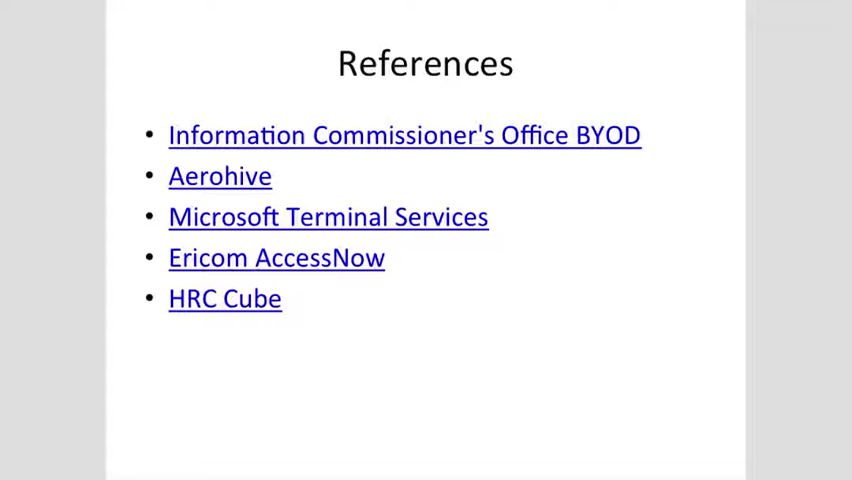 References
• Information Commissioner's Office BYOD
• Aerohive
• Microsoft Terminal Services
• Ericom AccessNow
• HRC Cube